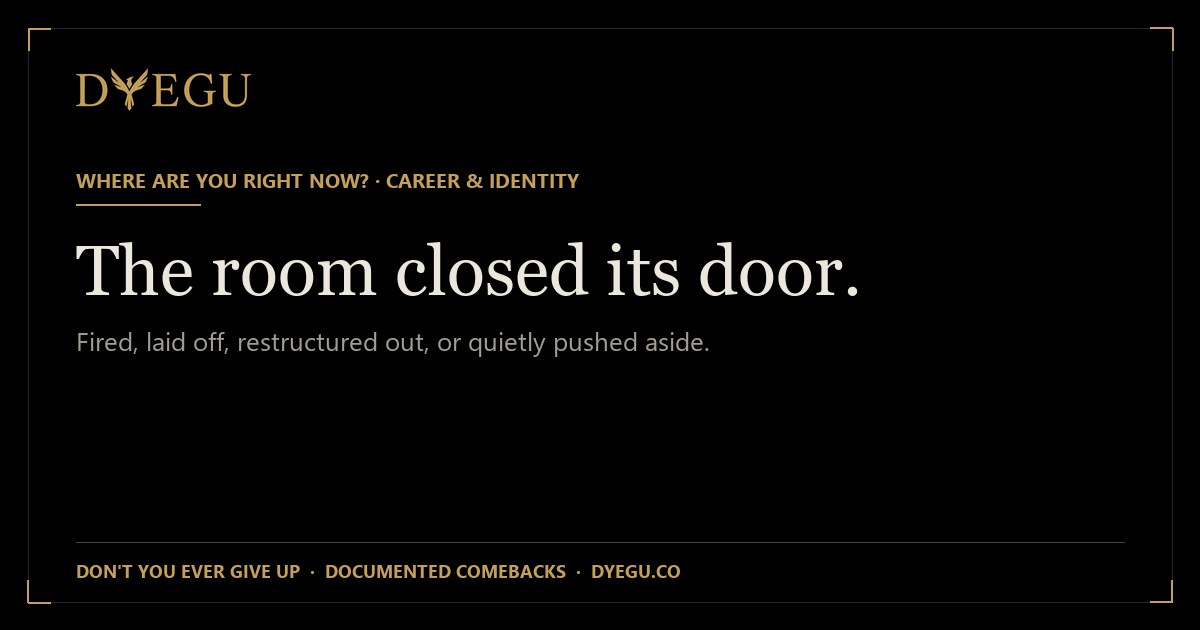 DYEGU
WHERE ARE YOU RIGHT NOW? · CAREER & IDENTITY
The room closed its door.
Fired, laid off, restructured out, or quietly pushed aside.
DON'T YOU EVER GIVE UP · DOCUMENTED COMEBACKS · DYEGU.CO